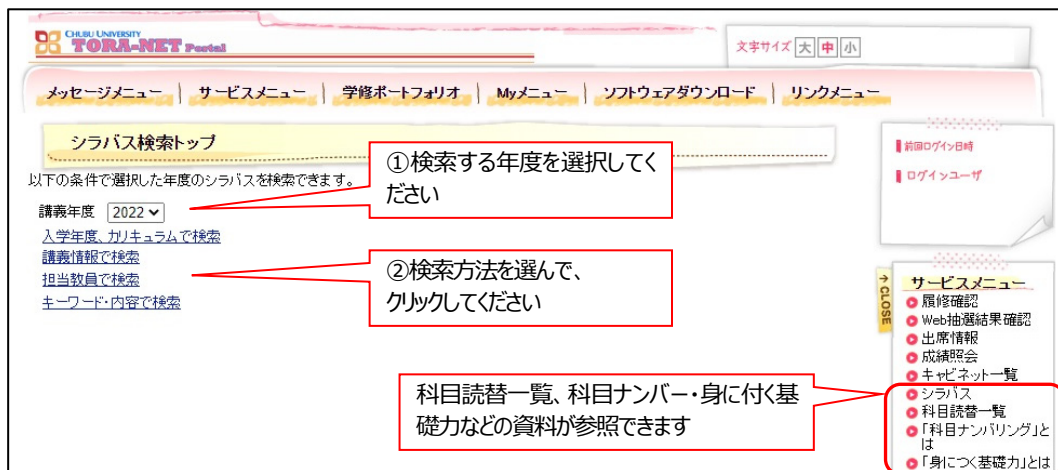 CHUBU UNIVERSITY
TORA-NET Portal
文字サイズ 大 中 小
メッセージメニュー | サービスメニュー | 学修ポートフォリオ | Myメニュー | ソフトウェアダウンロード | リンクメニュー
シラバス検索トップ
以下の条件で選択した年度のシラバスを検索できます。
講義年度 2022
入学年度、カリキュラムで検索
講義情報で検索
担当教員で検索
キーワード・内容で検索
①検索する年度を選択してく
ださい
②検索方法を選んで、
クリックしてください
科目読替一覧、科目ナンバー・身に付く基
礎力などの資料が参照できます
前回ログイン日時
ログインユーザ
→ CLOSE
サービスメニュー
履修確認
Web抽選結果確認
出席情報
成績照会
キャビネット一覧
シラバス
科目読替一覧
「科目ナンバリング」と
は
「身につく基礎力」とは